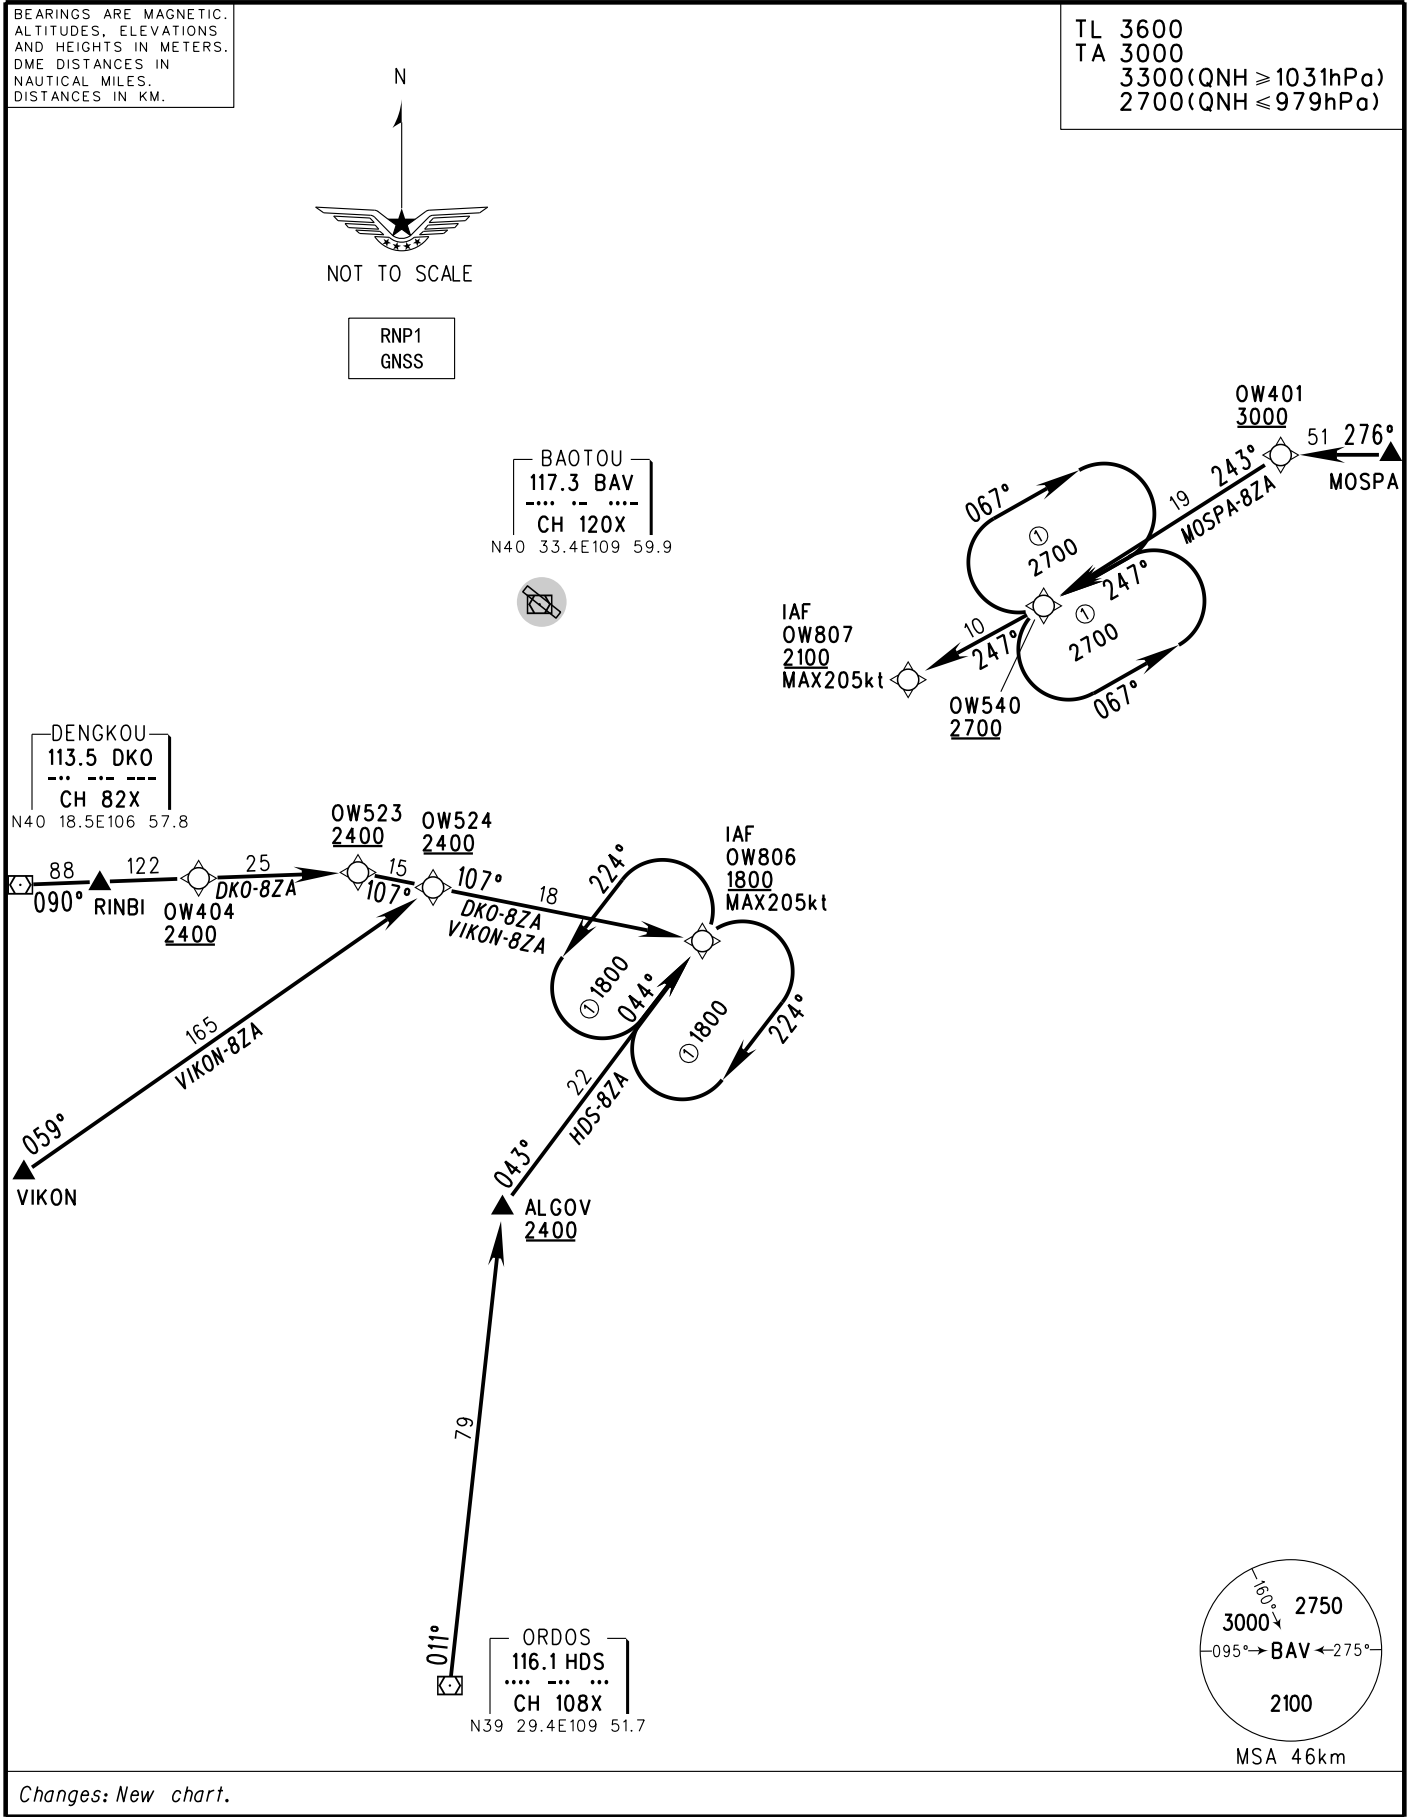 BEARINGS ARE MAGNETIC.
ALTITUDES, ELEVATIONS
AND HEIGHTS IN METERS.
DME DISTANCES IN
NAUTICAL MILES.
DISTANCES IN KM.
TL 3600
TA 3000
3300(QNH ≥1031hPa)
2700(QNH ≤979hPa)
N
NOT TO SCALE
RNP1
GNSS
OW401
3000
51
276°
MOSPA
243°
19
MOSPA-8ZA
067°
①
2700
247°
①
2700
067°
BAOTOU
117.3 BAV
-··· ·- ···-
CH 120X
N40 33.4E109 59.9
IAF
OW807
2100
MAX205kt
10
247°
OW540
2700
DENGKOU
113.5 DKO
-·· -·- ---
CH 82X
N40 18.5E106 57.8
88
090°
RINBI
122
OW404
2400
25
DKO-8ZA
OW523
2400
15
107°
OW524
2400
107°
18
DKO-8ZA
VIKON-8ZA
IAF
OW806
1800
MAX205kt
224°
①1800
044°
①1800
224°
165
VIKON-8ZA
059°
VIKON
22
HDS-8ZA
043°
ALGOV
2400
79
011°
ORDOS
116.1 HDS
···· -·· ···
CH 108X
N39 29.4E109 51.7
160°
2750
3000
095°
BAV
275°
2100
MSA 46km
Changes: New chart.